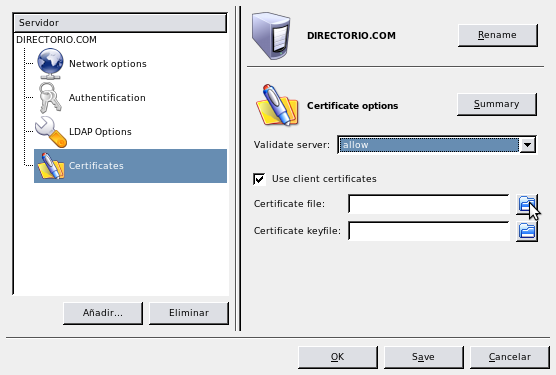 Servidor
DIRECTORIO.COM
Network options
Authentification
LDAP Options
Certificates
Añadir...
Eliminar
DIRECTORIO.COM
Rename
Certificate options
Summary
Validate server:
allow
Use client certificates
Certificate file:
Certificate keyfile:
OK
Save
Cancelar